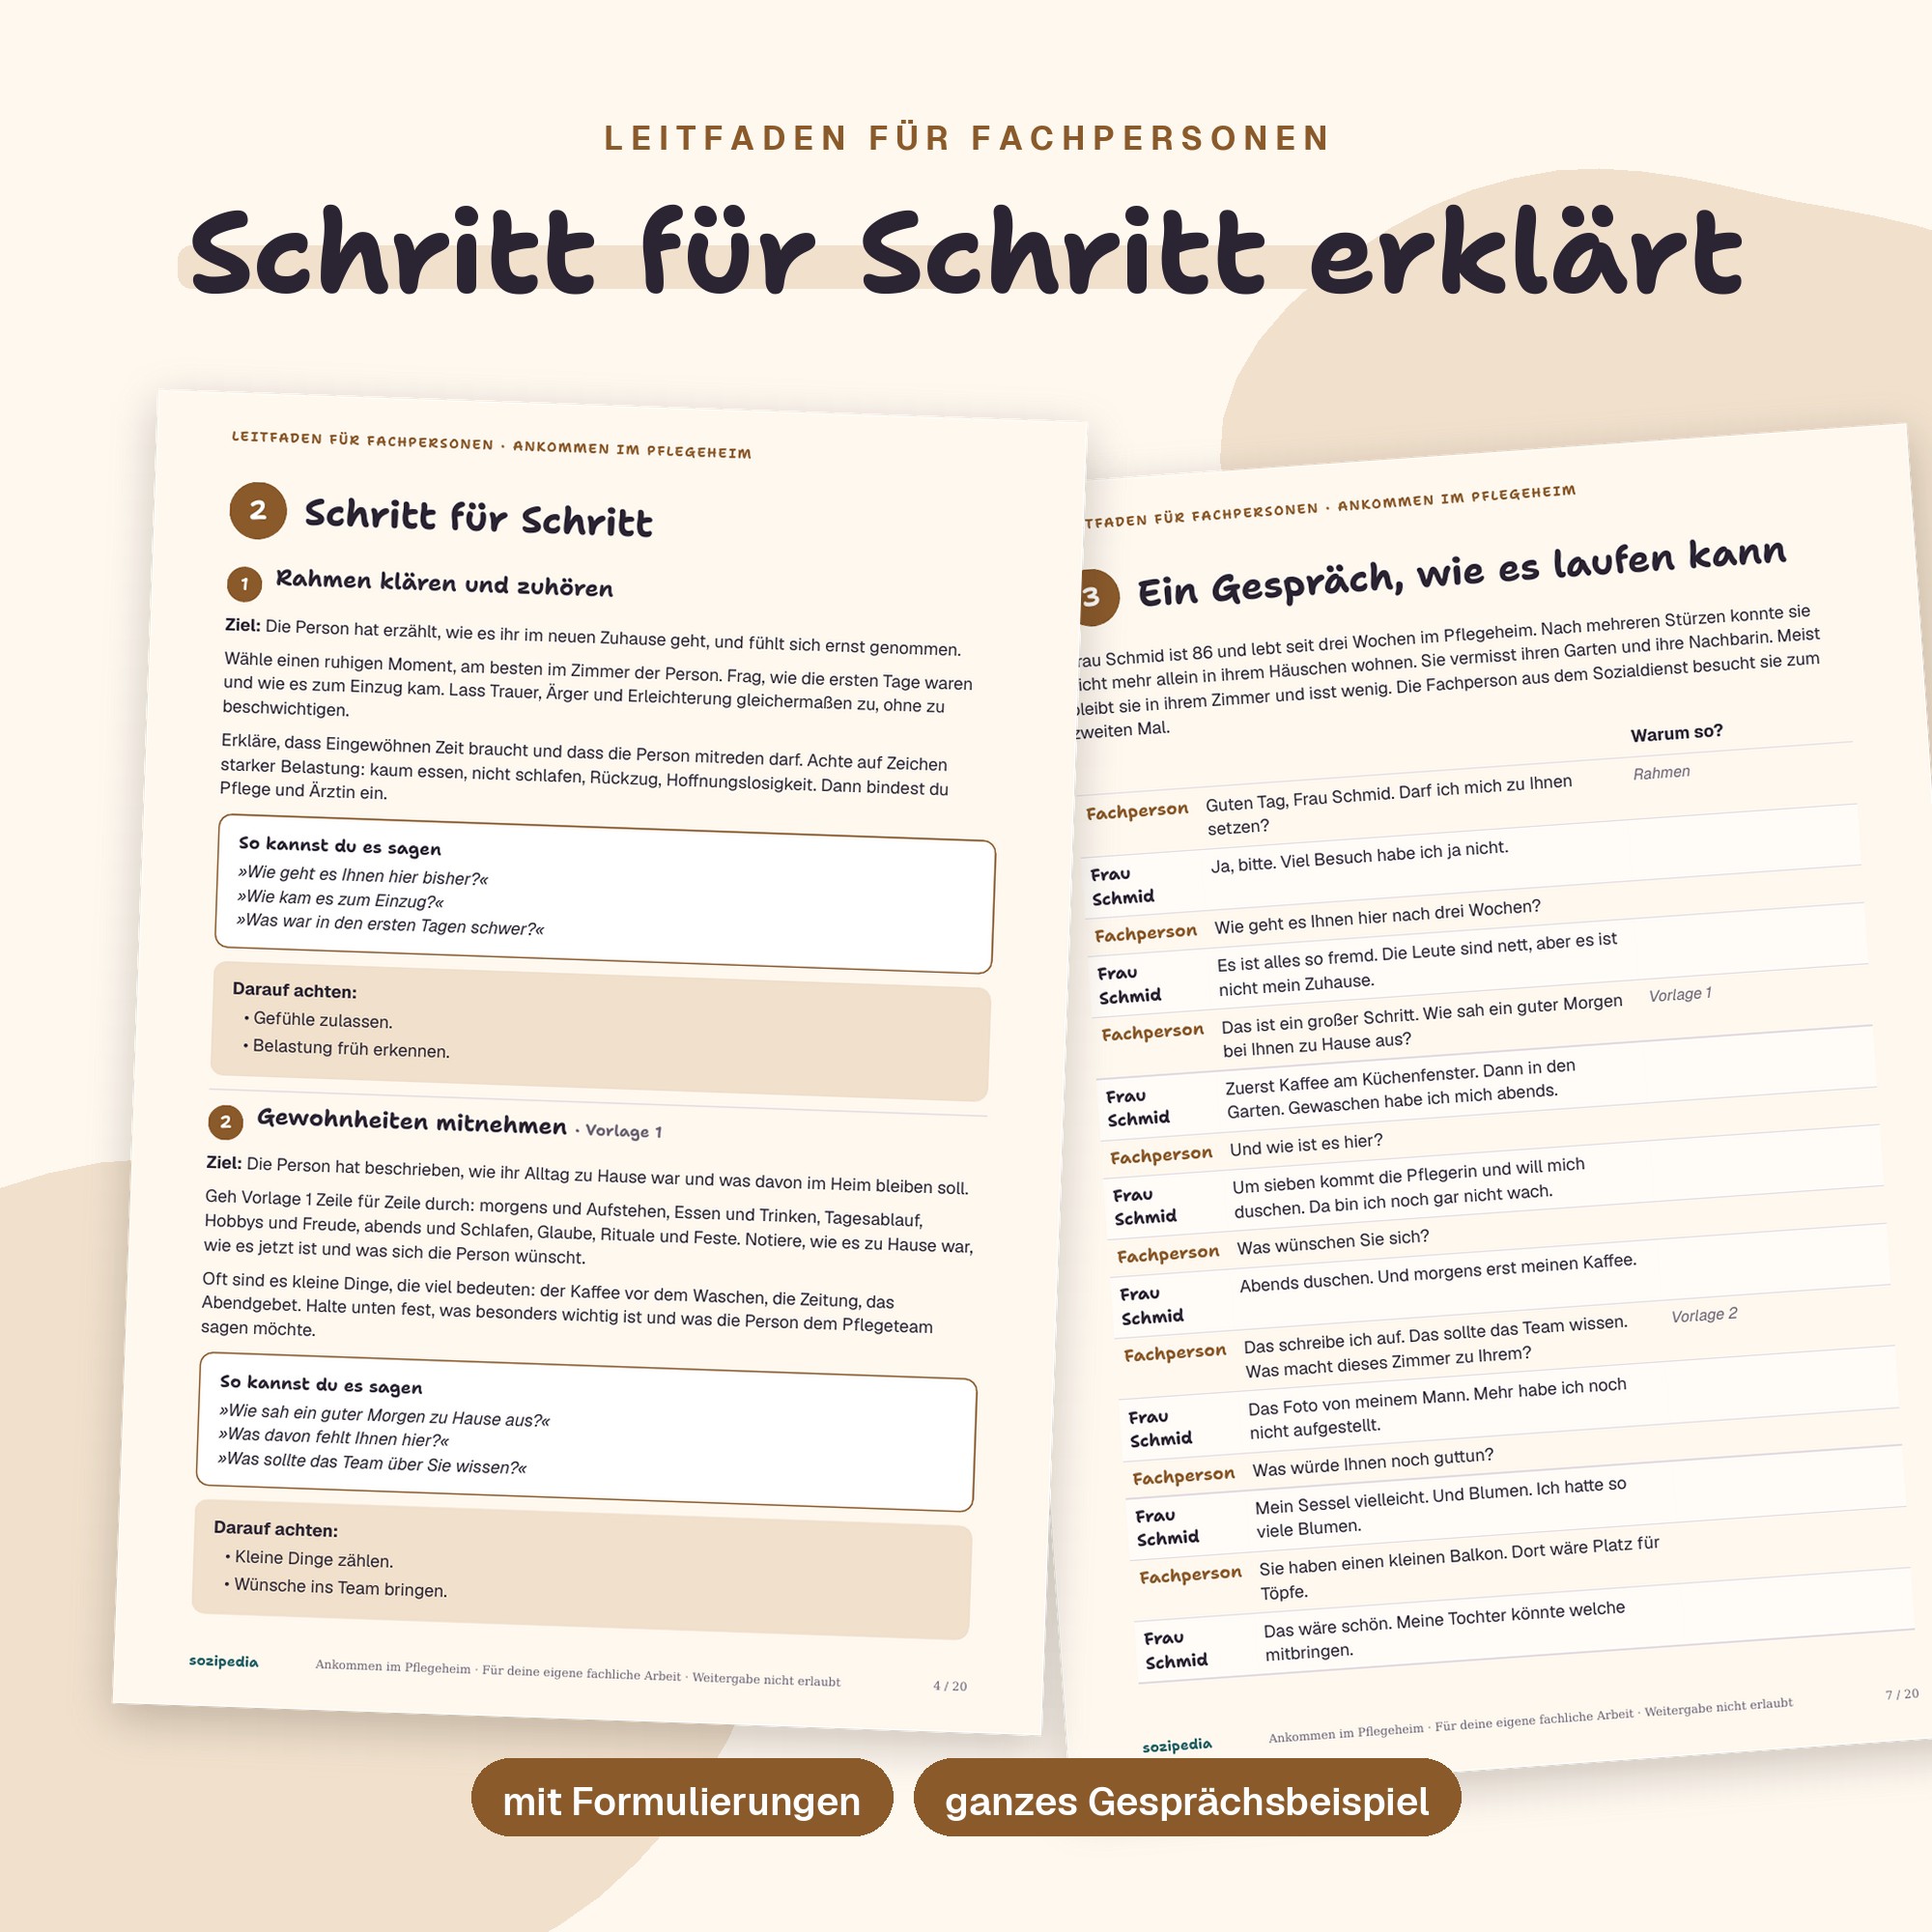 LEITFADEN FÜR FACHPERSONEN
Schritt für Schritt erklärt
LEITFADEN FÜR FACHPERSONEN · ANKOMMEN IM PFLEGEHEIM
2 Schritt für Schritt
1 Rahmen klären und zuhören
Ziel: Die Person hat erzählt, wie es ihr im neuen Zuhause geht, und fühlt sich ernst genommen.
Wähle einen ruhigen Moment, am besten im Zimmer der Person. Frag, wie die ersten Tage waren
und wie es zum Einzug kam. Lass Trauer, Ärger und Erleichterung gleichermaßen zu, ohne zu
beschwichtigen.
Erkläre, dass Eingewöhnen Zeit braucht und dass die Person mitreden darf. Achte auf Zeichen
starker Belastung: kaum essen, nicht schlafen, Rückzug, Hoffnungslosigkeit. Dann bindest du
Pflege und Ärztin ein.
So kannst du es sagen
»Wie geht es Ihnen hier bisher?«
»Wie kam es zum Einzug?«
»Was war in den ersten Tagen schwer?«
Darauf achten:
• Gefühle zulassen.
• Belastung früh erkennen.
2 Gewohnheiten mitnehmen · Vorlage 1
Ziel: Die Person hat beschrieben, wie ihr Alltag zu Hause war und was davon im Heim bleiben soll.
Geh Vorlage 1 Zeile für Zeile durch: morgens und Aufstehen, Essen und Trinken, Tagesablauf,
Hobbys und Freude, abends und Schlafen, Glaube, Rituale und Feste. Notiere, wie es zu Hause war,
wie es jetzt ist und was sich die Person wünscht.
Oft sind es kleine Dinge, die viel bedeuten: der Kaffee vor dem Waschen, die Zeitung, das
Abendgebet. Halte unten fest, was besonders wichtig ist und was die Person dem Pflegeteam
sagen möchte.
So kannst du es sagen
»Wie sah ein guter Morgen zu Hause aus?«
»Was davon fehlt Ihnen hier?«
»Was sollte das Team über Sie wissen?«
Darauf achten:
• Kleine Dinge zählen.
• Wünsche ins Team bringen.
sozipedia Ankommen im Pflegeheim · Für deine eigene fachliche Arbeit · Weitergabe nicht erlaubt 4 / 20
TFADEN FÜR FACHPERSONEN · ANKOMMEN IM PFLEGEHEIM
3 Ein Gespräch, wie es laufen kann
rau Schmid ist 86 und lebt seit drei Wochen im Pflegeheim. Nach mehreren Stürzen konnte sie
icht mehr allein in ihrem Häuschen wohnen. Sie vermisst ihren Garten und ihre Nachbarin. Meist
bleibt sie in ihrem Zimmer und isst wenig. Die Fachperson aus dem Sozialdienst besucht sie zum
zweiten Mal.
Warum so?
Fachperson Guten Tag, Frau Schmid. Darf ich mich zu Ihnen Rahmen
setzen?
Frau Ja, bitte. Viel Besuch habe ich ja nicht.
Schmid
Fachperson Wie geht es Ihnen hier nach drei Wochen?
Frau Es ist alles so fremd. Die Leute sind nett, aber es ist
Schmid nicht mein Zuhause.
Fachperson Das ist ein großer Schritt. Wie sah ein guter Morgen Vorlage 1
bei Ihnen zu Hause aus?
Frau Zuerst Kaffee am Küchenfenster. Dann in den
Schmid Garten. Gewaschen habe ich mich abends.
Fachperson Und wie ist es hier?
Frau Um sieben kommt die Pflegerin und will mich
Schmid duschen. Da bin ich noch gar nicht wach.
Fachperson Was wünschen Sie sich?
Frau Abends duschen. Und morgens erst meinen Kaffee.
Schmid
Fachperson Das schreibe ich auf. Das sollte das Team wissen. Vorlage 2
Was macht dieses Zimmer zu Ihrem?
Frau Das Foto von meinem Mann. Mehr habe ich noch
Schmid nicht aufgestellt.
Fachperson Was würde Ihnen noch guttun?
Frau Mein Sessel vielleicht. Und Blumen. Ich hatte so
Schmid viele Blumen.
Fachperson Sie haben einen kleinen Balkon. Dort wäre Platz für
Töpfe.
Frau Das wäre schön. Meine Tochter könnte welche
Schmid mitbringen.
sozipedia Ankommen im Pflegeheim · Für deine eigene fachliche Arbeit · Weitergabe nicht erlaubt 7 / 20
mit Formulierungen
ganzes Gesprächsbeispiel